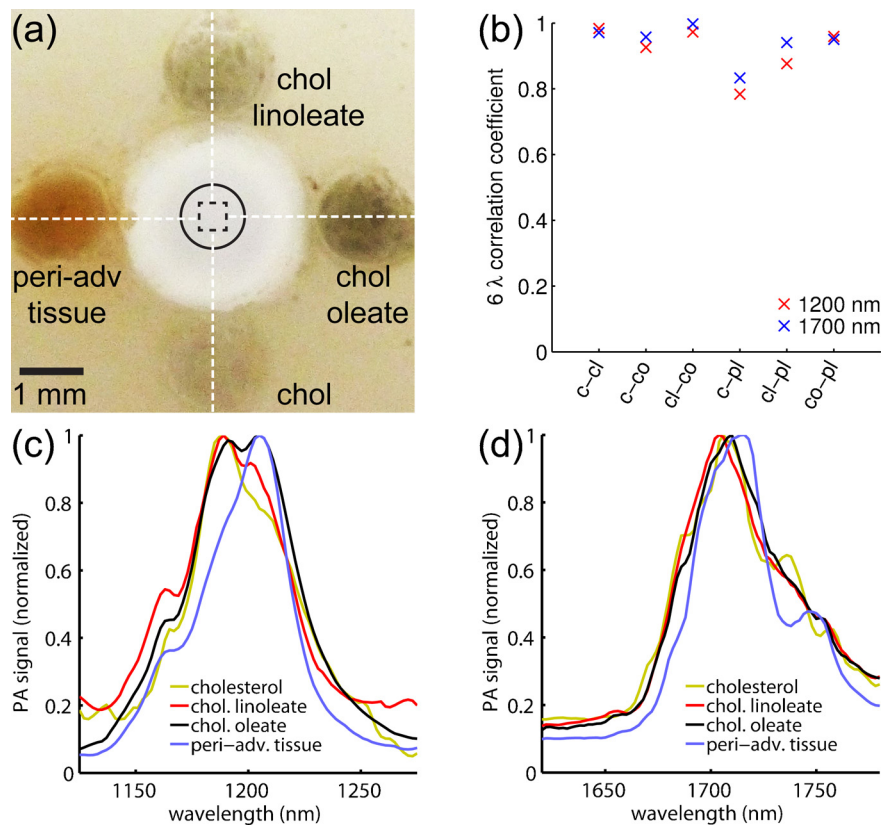 (a)
chol
linoleate
peri-adv
tissue
chol
oleate
1 mm
chol
(b)
6 λ correlation coefficient
1
0.8
0.6
0.4
0.2
0
1200 nm
1700 nm
c-cl
c-co
cl-co
c-pl
cl-pl
co-pl
(c)
PA signal (normalized)
1
0.8
0.6
0.4
0.2
0
cholesterol
chol. linoleate
chol. oleate
peri-adv. tissue
1150
1200
1250
wavelength (nm)
(d)
PA signal (normalized)
1
0.8
0.6
0.4
0.2
0
cholesterol
chol. linoleate
chol. oleate
peri-adv. tissue
1650
1700
1750
wavelength (nm)